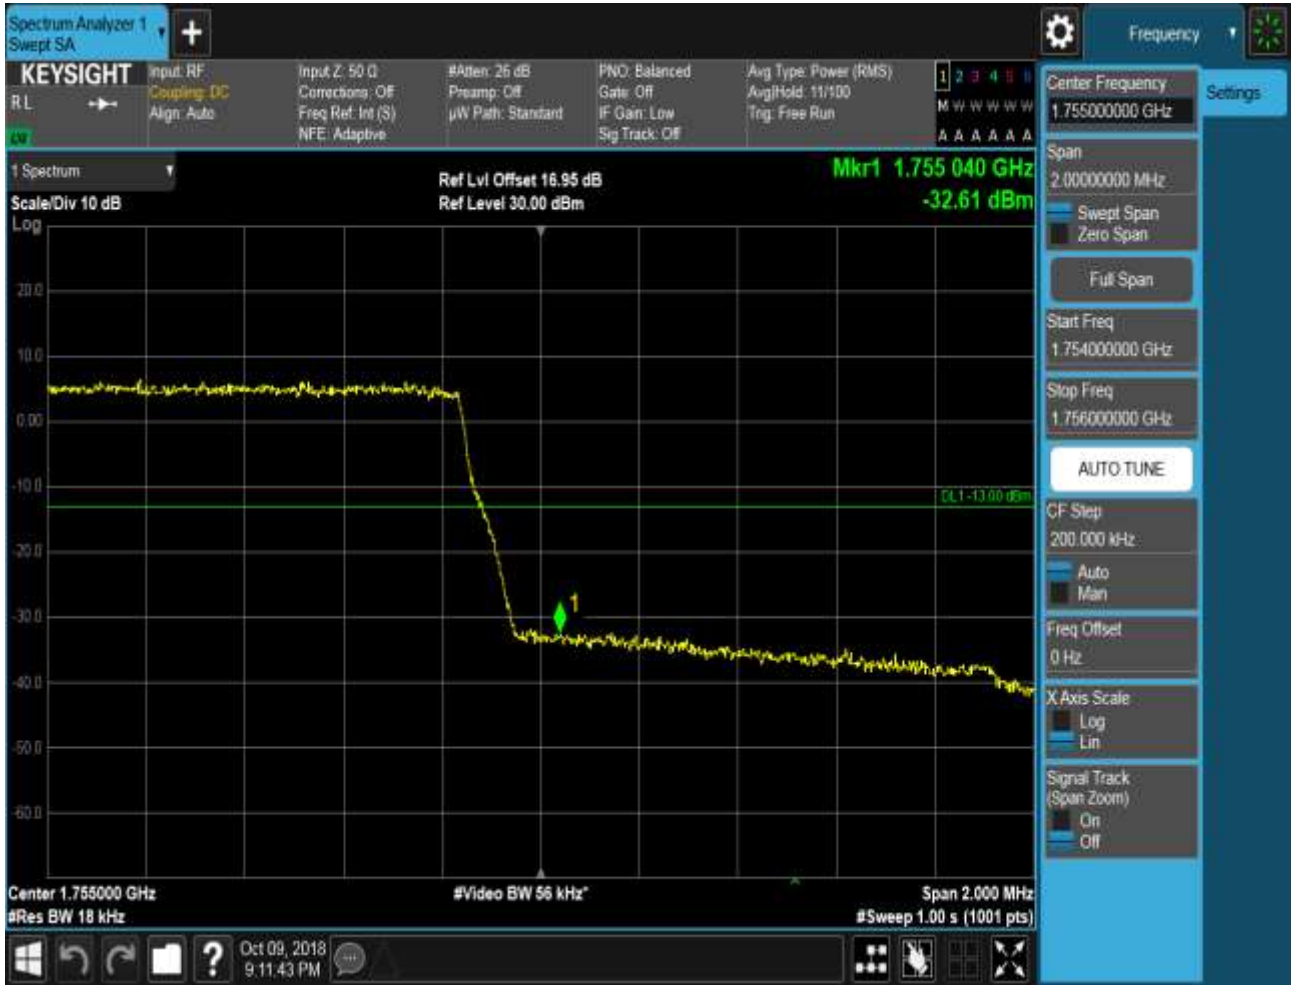 Spectrum Analyzer 1
Swept SA
+
Frequency
KEYSIGHT
RL
LW
Input: RF
Coupling: DC
Align: Auto
Input Z: 50 Ω
Corrections: Off
Freq Ref: Int (S)
NFE: Adaptive
#Atten: 26 dB
Preamp: Off
µW Path: Standard
PNO: Balanced
Gate: Off
IF Gain: Low
Sig Track: Off
Avg Type: Power (RMS)
Avg|Hold: 11/100
Trig: Free Run
1 2 3 4 5 6
M W W W W W
A A A A A A
1 Spectrum
Scale/Div 10 dB
Log
Ref Lvl Offset 16.95 dB
Ref Level 30.00 dBm
Mkr1 1.755 040 GHz
-32.61 dBm
20.0
10.0
0.00
-10.0
-20.0
-30.0
-40.0
-50.0
-60.0
DL1 -13.00 dBm
1
Center 1.755000 GHz
#Res BW 18 kHz
#Video BW 56 kHz*
Span 2.000 MHz
#Sweep 1.00 s (1001 pts)
Center Frequency
1.755000000 GHz
Span
2.00000000 MHz
Swept Span
Zero Span
Full Span
Start Freq
1.754000000 GHz
Stop Freq
1.756000000 GHz
AUTO TUNE
CF Step
200.000 kHz
Auto
Man
Freq Offset
0 Hz
X Axis Scale
Log
Lin
Signal Track
(Span Zoom)
On
Off
Settings
?
Oct 09, 2018
9:11:43 PM